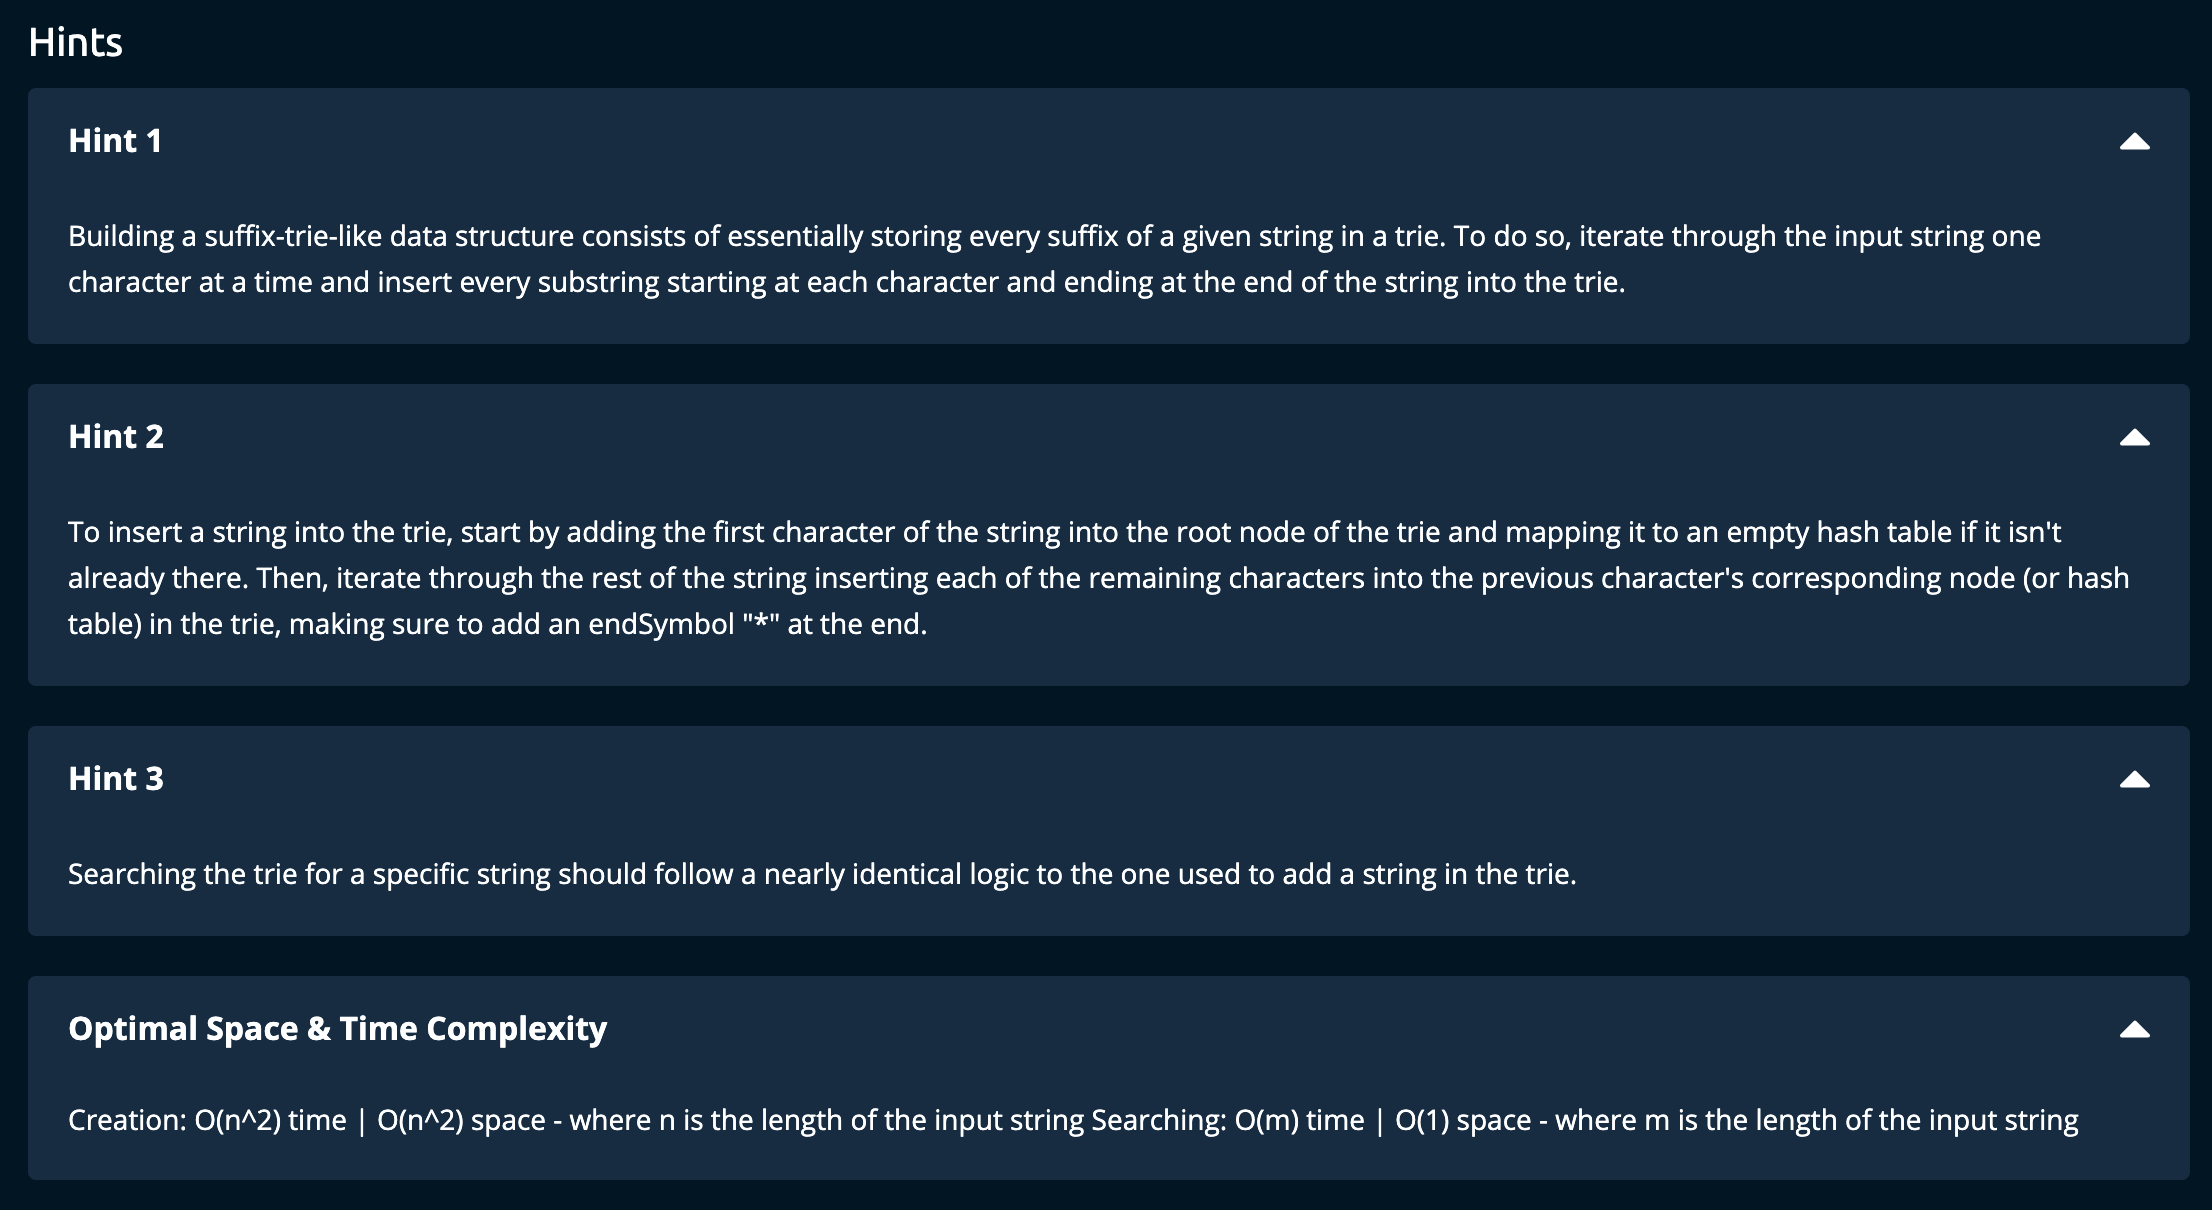 Hints
Hint 1
Building a suffix-trie-like data structure consists of essentially storing every suffix of a given string in a trie. To do so, iterate through the input string one
character at a time and insert every substring starting at each character and ending at the end of the string into the trie.
Hint 2
To insert a string into the trie, start by adding the first character of the string into the root node of the trie and mapping it to an empty hash table if it isn't
already there. Then, iterate through the rest of the string inserting each of the remaining characters into the previous character's corresponding node (or hash
table) in the trie, making sure to add an endSymbol "*" at the end.
Hint 3
Searching the trie for a specific string should follow a nearly identical logic to the one used to add a string in the trie.
Optimal Space & Time Complexity
Creation: O(n^2) time | O(n^2) space - where n is the length of the input string Searching: O(m) time | O(1) space - where m is the length of the input string